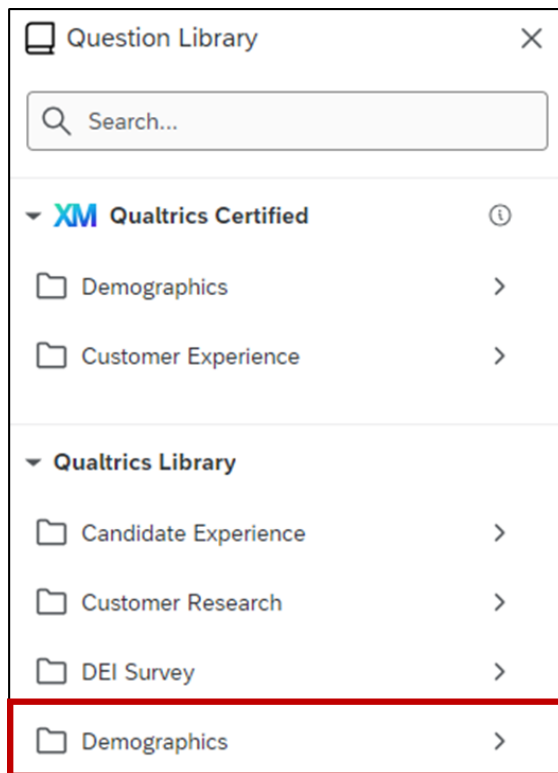 Question Library
Search...
XM Qualtrics Certified
Demographics
Customer Experience
Qualtrics Library
Candidate Experience
Customer Research
DEI Survey
Demographics